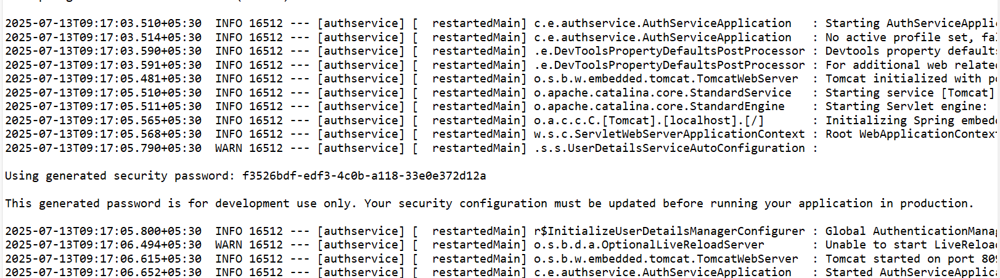 2025-07-13T09:17:03.510+05:30  INFO 16512 --- [authservice] [  restartedMain] c.e.authservice.AuthServiceApplication   : Starting AuthServiceAppli
2025-07-13T09:17:03.514+05:30  INFO 16512 --- [authservice] [  restartedMain] c.e.authservice.AuthServiceApplication   : No active profile set, fa
2025-07-13T09:17:03.590+05:30  INFO 16512 --- [authservice] [  restartedMain] .e.DevToolsPropertyDefaultsPostProcessor : Devtools property default
2025-07-13T09:17:03.591+05:30  INFO 16512 --- [authservice] [  restartedMain] .e.DevToolsPropertyDefaultsPostProcessor : For additional web relate
2025-07-13T09:17:05.481+05:30  INFO 16512 --- [authservice] [  restartedMain] o.s.b.w.embedded.tomcat.TomcatWebServer  : Tomcat initialized with p
2025-07-13T09:17:05.510+05:30  INFO 16512 --- [authservice] [  restartedMain] o.apache.catalina.core.StandardService   : Starting service [Tomcat]
2025-07-13T09:17:05.511+05:30  INFO 16512 --- [authservice] [  restartedMain] o.apache.catalina.core.StandardEngine    : Starting Servlet engine:
2025-07-13T09:17:05.565+05:30  INFO 16512 --- [authservice] [  restartedMain] o.a.c.c.C.[Tomcat].[localhost].[/]       : Initializing Spring embed
2025-07-13T09:17:05.568+05:30  INFO 16512 --- [authservice] [  restartedMain] w.s.c.ServletWebServerApplicationContext : Root WebApplicationContex
2025-07-13T09:17:05.790+05:30  WARN 16512 --- [authservice] [  restartedMain] .s.s.UserDetailsServiceAutoConfiguration :
Using generated security password: f3526bdf-edf3-4c0b-a118-33e0e372d12a
This generated password is for development use only. Your security configuration must be updated before running your application in production.
2025-07-13T09:17:05.800+05:30  INFO 16512 --- [authservice] [  restartedMain] r$InitializeUserDetailsManagerConfigurer : Global AuthenticationMana
2025-07-13T09:17:06.494+05:30  WARN 16512 --- [authservice] [  restartedMain] o.s.b.d.a.OptionalLiveReloadServer       : Unable to start LiveReloa
2025-07-13T09:17:06.615+05:30  INFO 16512 --- [authservice] [  restartedMain] o.s.b.w.embedded.tomcat.TomcatWebServer  : Tomcat started on port 80
2025-07-13T09:17:06.652+05:30  INFO 16512 --- [authservice] [  restartedMain] c.e.authservice.AuthServiceApplication   : Started AuthServiceApplic